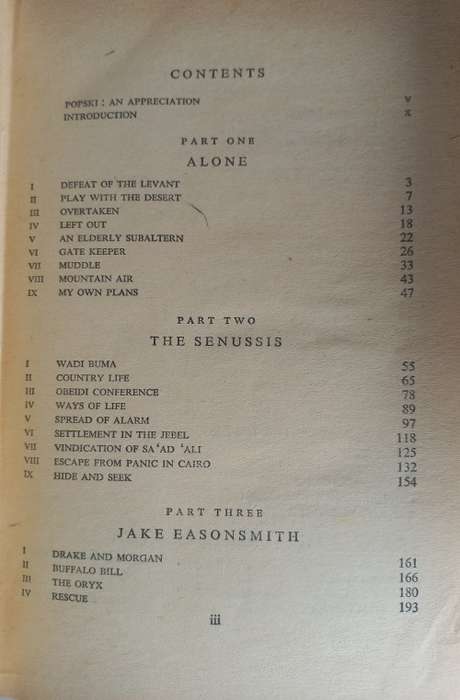 CONTENTS
POPSKI: AN APPRECIATION v
INTRODUCTION x
PART ONE
ALONE
I DEFEAT OF THE LEVANT 3
II PLAY WITH THE DESERT 7
III OVERTAKEN 13
IV LEFT OUT 18
V AN ELDERLY SUBALTERN 22
VI GATE KEEPER 26
VII MUDDLE 33
VIII MOUNTAIN AIR 43
IX MY OWN PLANS 47
PART TWO
THE SENUSSIS
I WADI BUMA 55
II COUNTRY LIFE 65
III OBEIDI CONFERENCE 78
IV WAYS OF LIFE 89
V SPREAD OF ALARM 97
VI SETTLEMENT IN THE JEBEL 118
VII VINDICATION OF SA‘AD ‘ALI 125
VIII ESCAPE FROM PANIC IN CAIRO 132
IX HIDE AND SEEK 154
PART THREE
JAKE EASONSMITH
I DRAKE AND MORGAN 161
II BUFFALO BILL 166
III THE ORYX 180
IV RESCUE 193
iii